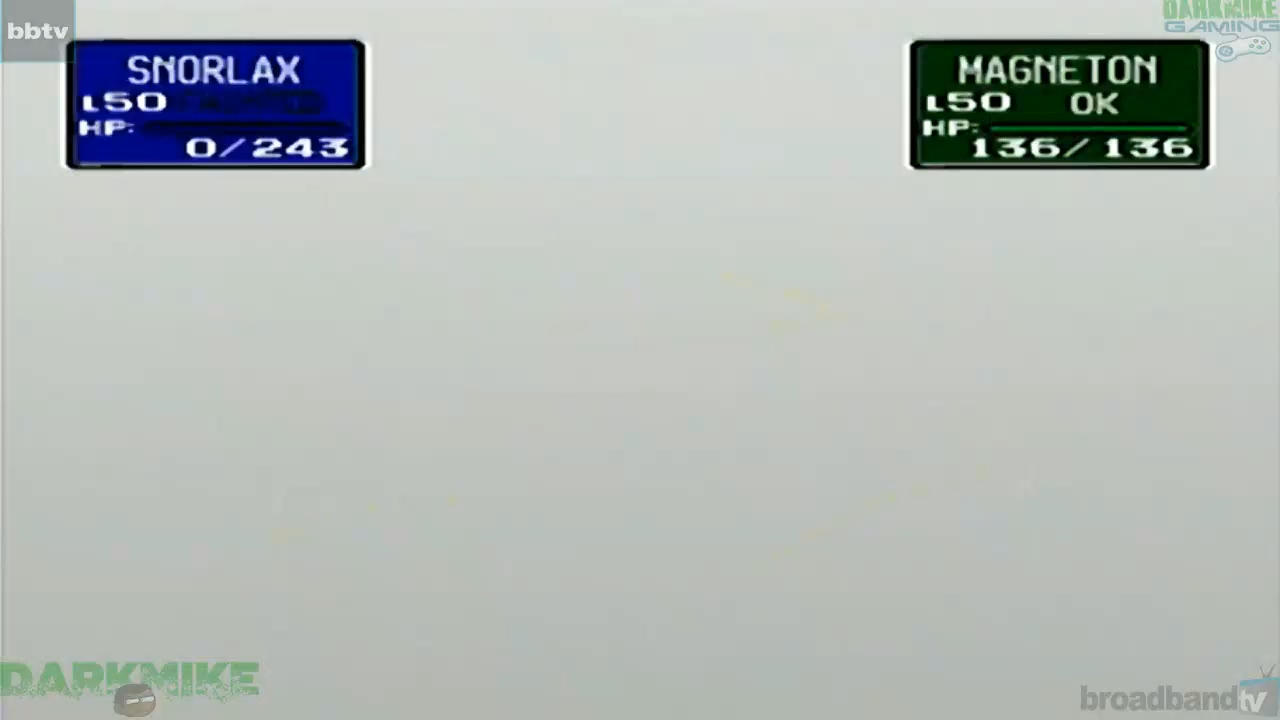 bbtv
DARKMIKE
GAMING
SNORLAX
L50
HP:
0/243
MAGNETON
L50 OK
HP:
136/136
DARKMIKE
broadbandtv